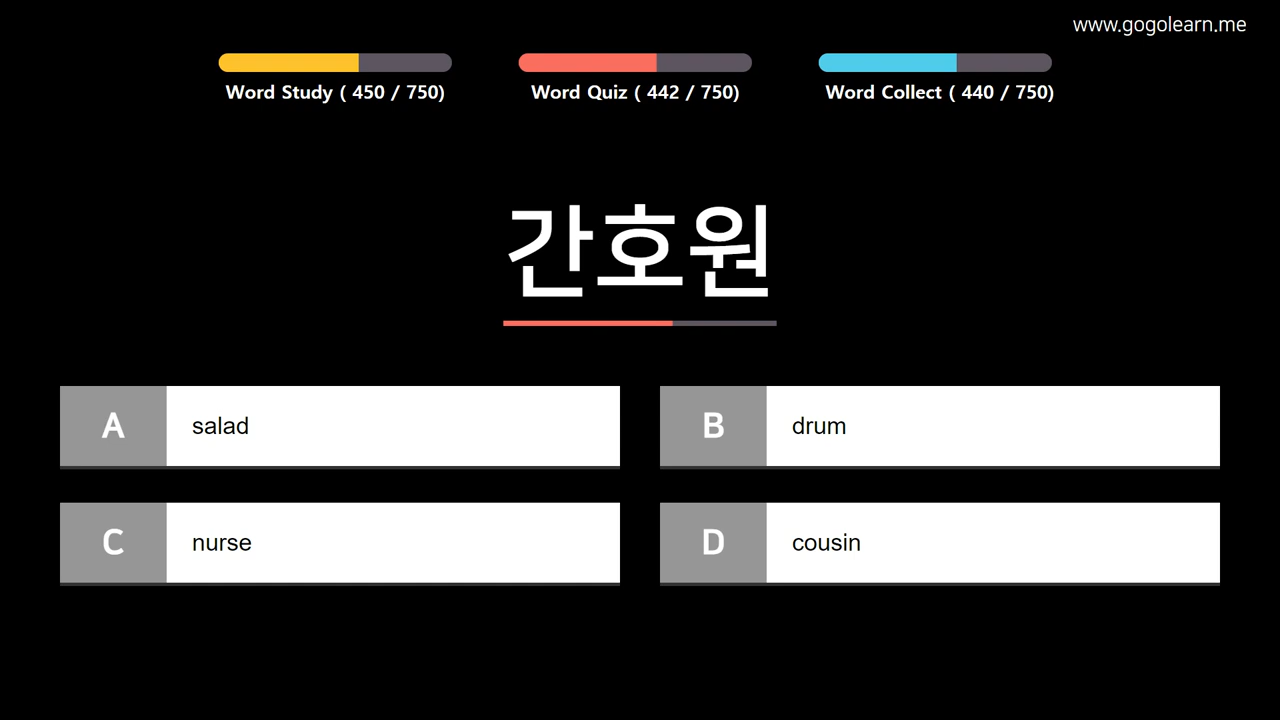 www.gogolearn.me
Word Study ( 450 / 750)
Word Quiz ( 442 / 750)
Word Collect ( 440 / 750)
간호원
A salad
B drum
C nurse
D cousin